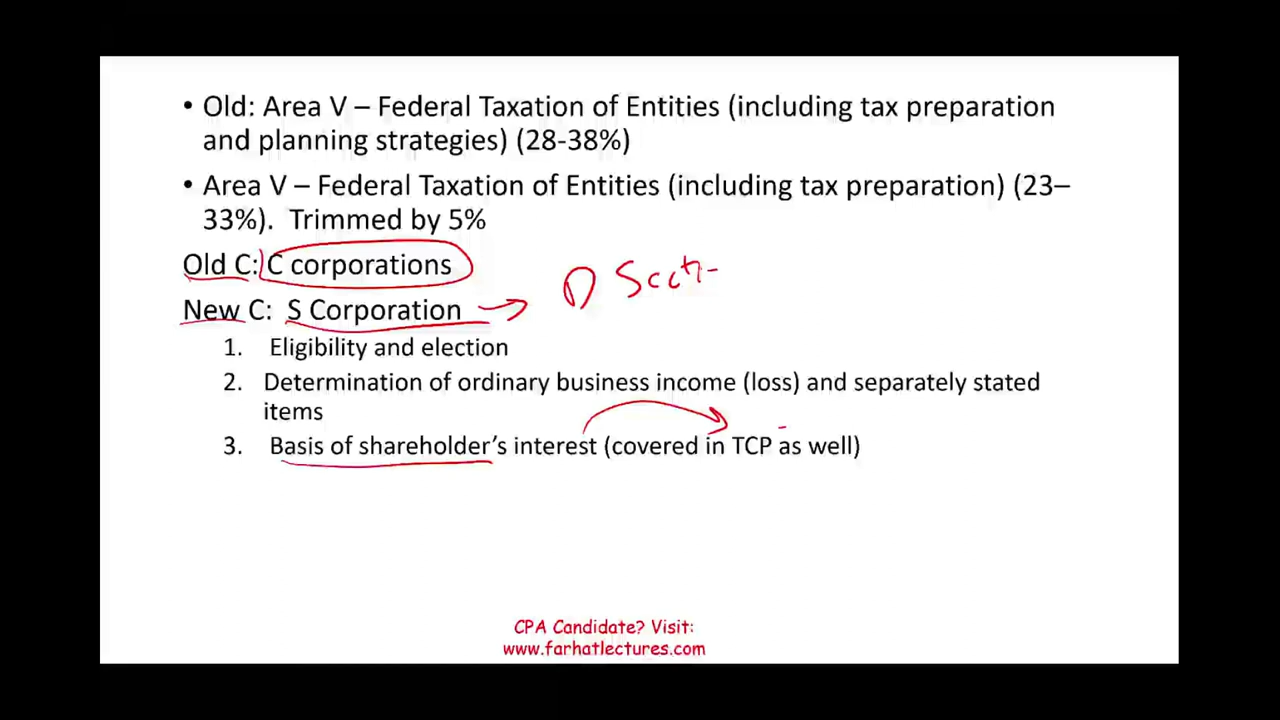 • Old: Area V – Federal Taxation of Entities (including tax preparation
and planning strategies) (28-38%)
• Area V – Federal Taxation of Entities (including tax preparation) (23–
33%). Trimmed by 5%
Old C: C corporations
New C: S Corporation
D
1. Eligibility and election
2. Determination of ordinary business income (loss) and separately stated
items
3. Basis of shareholder's interest (covered in TCP as well)
CPA Candidate? Visit:
www.farhatlectures.com